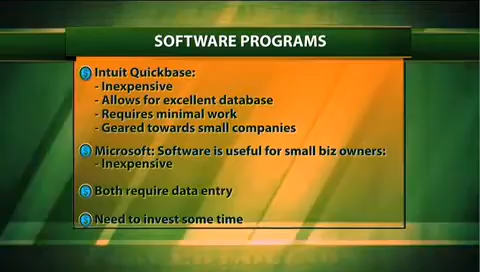 SOFTWARE PROGRAMS
Intuit Quickbase:
- Inexpensive
- Allows for excellent database
- Requires minimal work
- Geared towards small companies
Microsoft: Software is useful for small biz owners:
- Inexpensive
Both require data entry
Need to invest some time